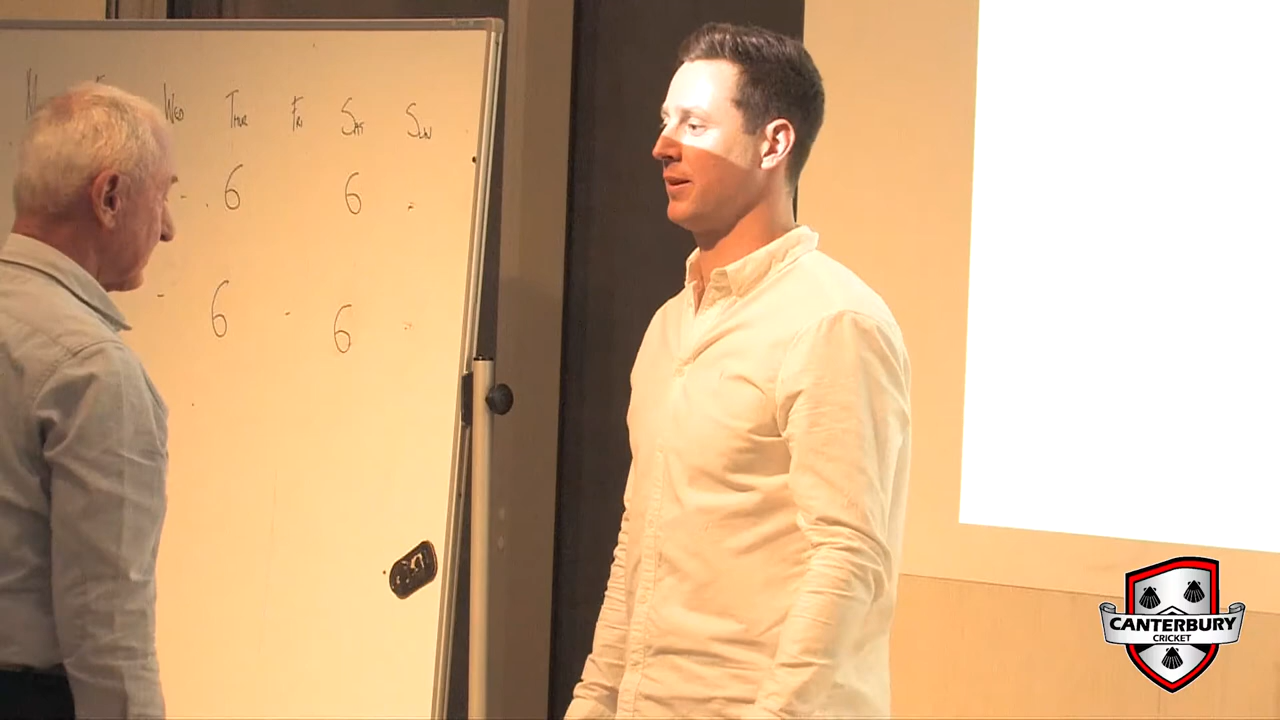 WED THUR FRI SAT SUN
- 6 6 -
- 6 - 6 -
CANTERBURY
CRICKET